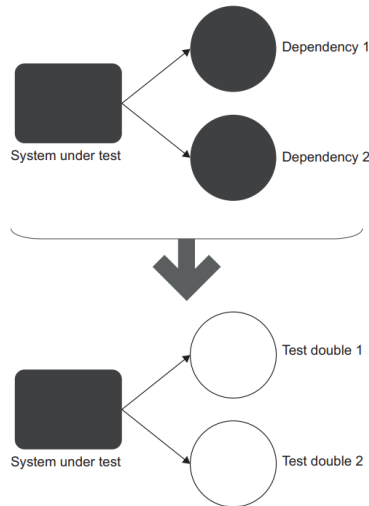 Dependency 1
System under test
Dependency 2
Test double 1
System under test
Test double 2